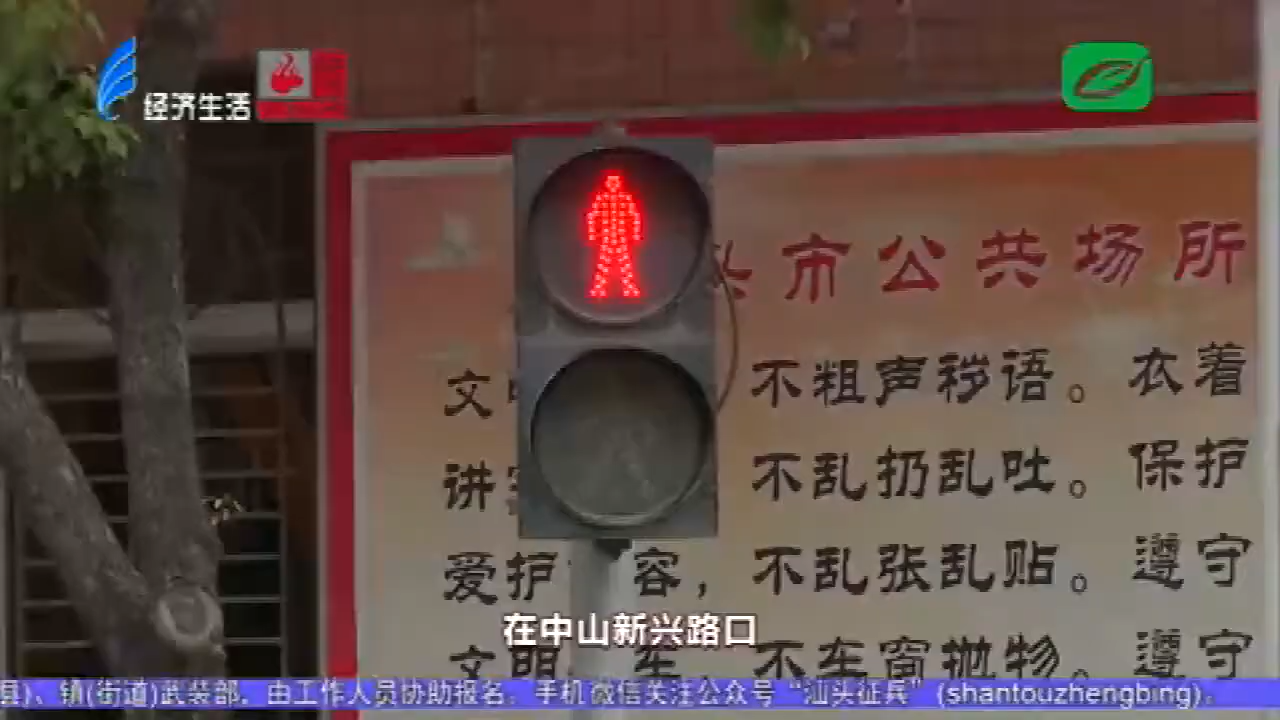 经济生活
市公共场所
文 不粗声秽语。衣着
讲 不乱扔乱吐。保护
爱护 容，不乱张乱贴。遵守
在中山新兴路口
文明 车，不车窗抛物。遵守
县)、镇(街道)武装部，由工作人员协助报名。手机微信关注公众号“汕头征兵”(shantouzhengbing)。